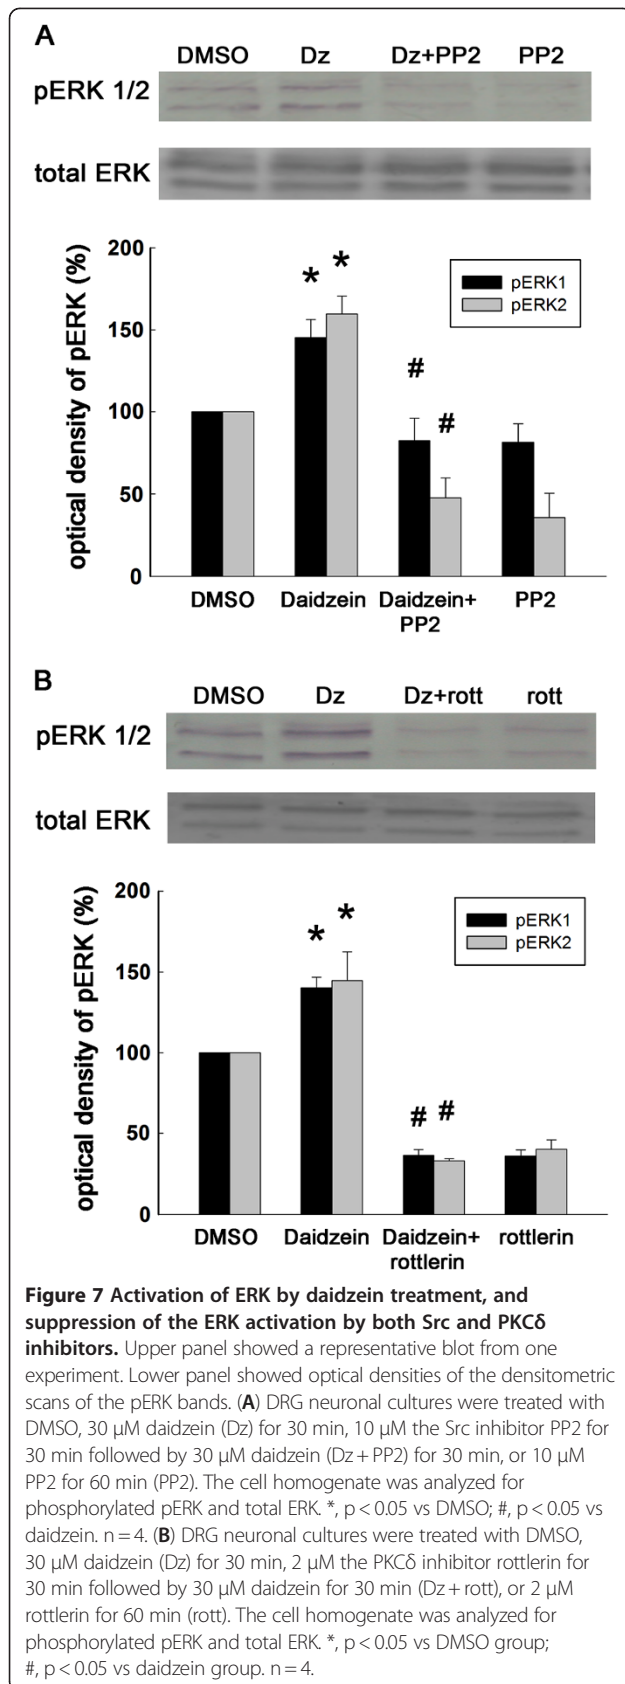 A
DMSO Dz Dz+PP2 PP2
pERK 1/2
total ERK
optical density of pERK (%)
200
150
100
50
0
* *
# #
pERK1
pERK2
DMSO Daidzein Daidzein+ PP2
PP2
B
DMSO Dz Dz+rott rott
pERK 1/2
total ERK
optical density of pERK (%)
200
150
100
50
0
* *
# #
pERK1
pERK2
DMSO Daidzein Daidzein+ rottlerin
rottlerin
Figure 7 Activation of ERK by daidzein treatment, and
suppression of the ERK activation by both Src and PKCδ
inhibitors. Upper panel showed a representative blot from one
experiment. Lower panel showed optical densities of the densitometric
scans of the pERK bands. (A) DRG neuronal cultures were treated with
DMSO, 30 μM daidzein (Dz) for 30 min, 10 μM the Src inhibitor PP2 for
30 min followed by 30 μM daidzein (Dz + PP2) for 30 min, or 10 μM
PP2 for 60 min (PP2). The cell homogenate was analyzed for
phosphorylated pERK and total ERK. *, p < 0.05 vs DMSO; #, p < 0.05 vs
daidzein. n = 4. (B) DRG neuronal cultures were treated with DMSO,
30 μM daidzein (Dz) for 30 min, 2 μM the PKCδ inhibitor rottlerin for
30 min followed by 30 μM daidzein for 30 min (Dz + rott), or 2 μM
rottlerin for 60 min (rott). The cell homogenate was analyzed for
phosphorylated pERK and total ERK. *, p < 0.05 vs DMSO group;
#, p < 0.05 vs daidzein group. n = 4.